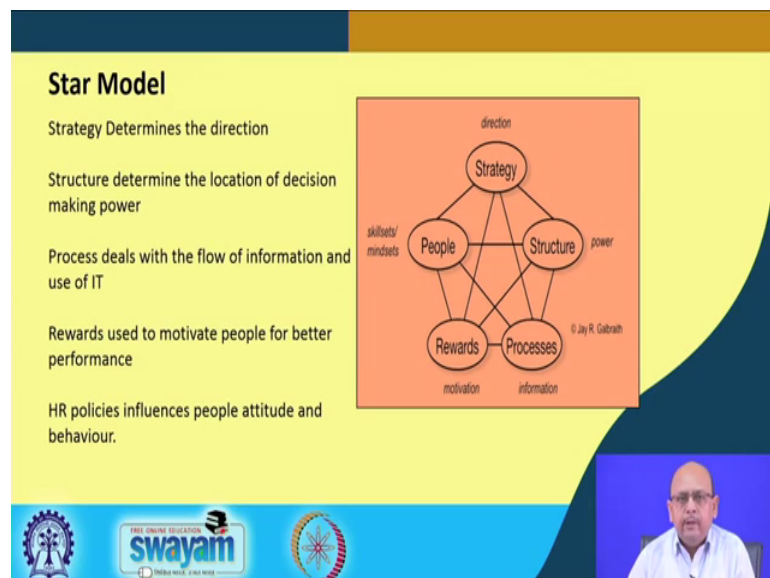 Star Model
Strategy Determines the direction
Structure determine the location of decision
making power
Process deals with the flow of information and
use of IT
Rewards used to motivate people for better
performance
HR policies influences people attitude and
behaviour.
direction
Strategy
skillsets/
mindsets
People
Structure
power
© Jay R. Galbraith
Rewards
Processes
motivation
information
FREE ONLINE EDUCATION
swayam